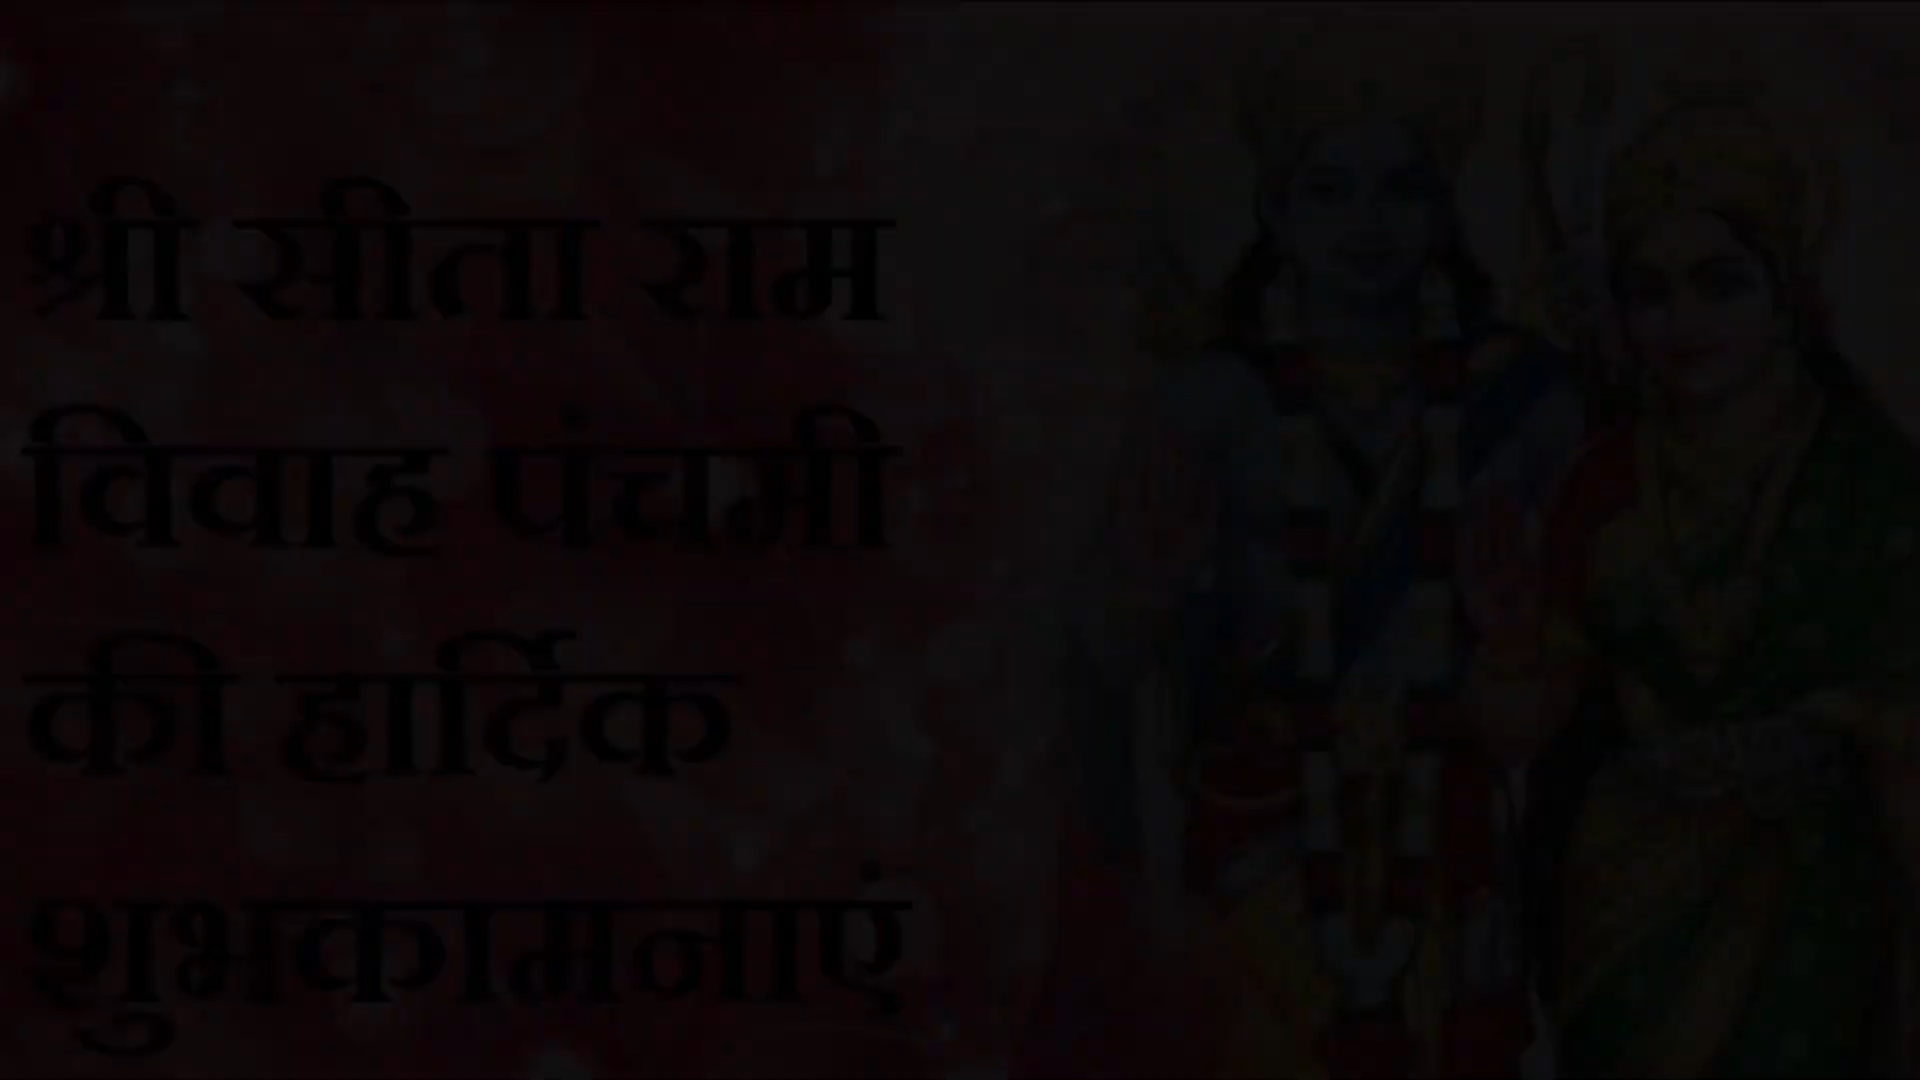 श्री सीता राम
विवाह पंचमी
की हार्दिक
शुभकामनाएं